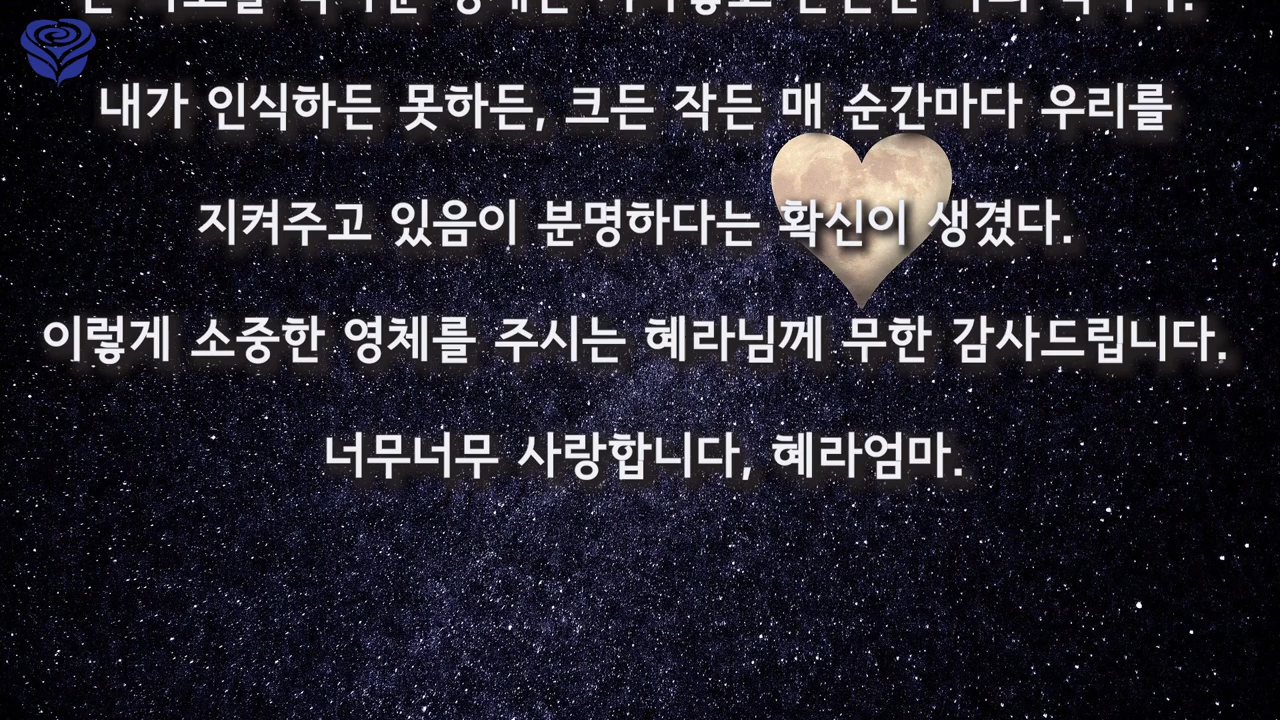 내가 인식하든 못하든, 크든 작든 매 순간마다 우리를
지켜주고 있음이 분명하다는 확신이 생겼다.
이렇게 소중한 영체를 주시는 혜라님께 무한 감사드립니다.
너무너무 사랑합니다, 혜라엄마.